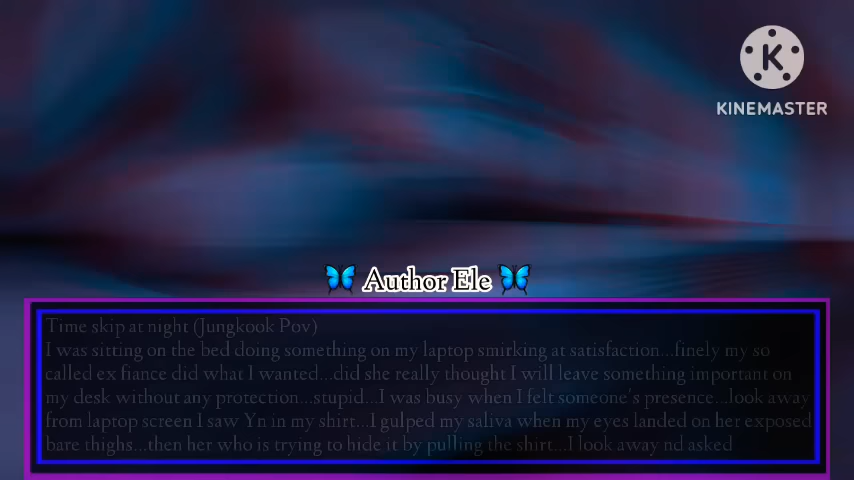 KINEMASTER
🦋 Author Ele 🦋
Time skip at night (Jungkook Pov)
I was sitting on the bed doing something on my laptop smirking at satisfaction...finely my so
called ex fiance did what I wanted...did she really thought I will leave something important on
my desk without any protection...stupid...I was busy when I felt someone's presence...look away
from laptop screen I saw Yn in my shirt...I gulped my saliva when my eyes landed on her exposed
bare thighs...then her who is trying to hide it by pulling the shirt...I look away nd asked